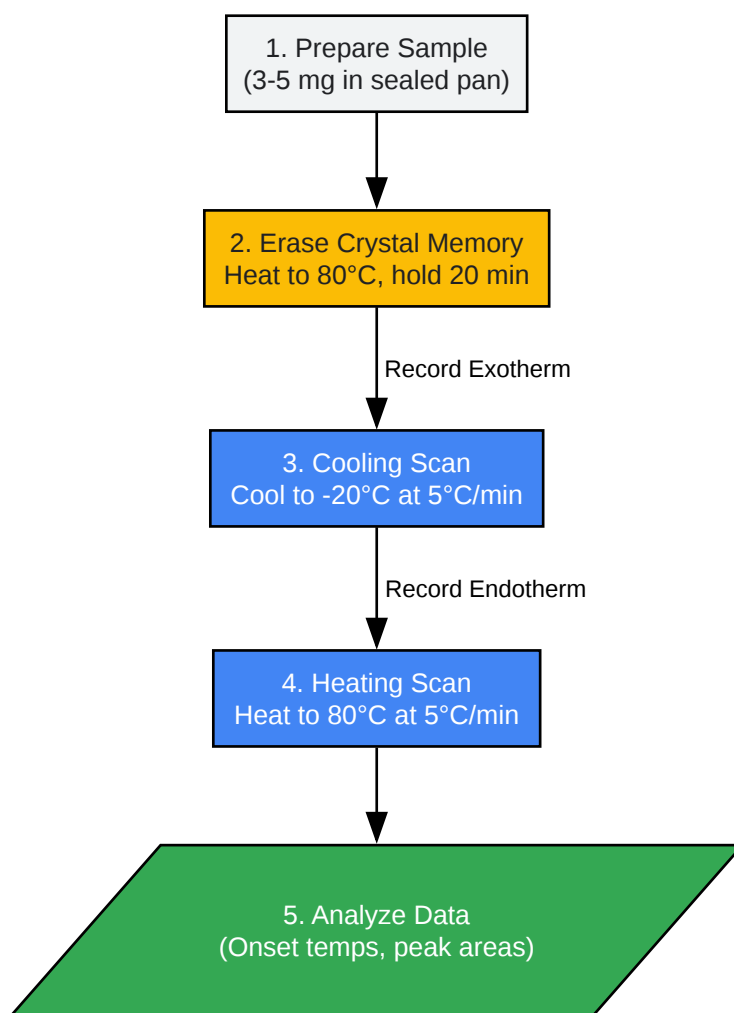 1. Prepare Sample
(3-5 mg in sealed pan)
2. Erase Crystal Memory
Heat to 80°C, hold 20 min
Record Exotherm
3. Cooling Scan
Cool to -20°C at 5°C/min
Record Endotherm
4. Heating Scan
Heat to 80°C at 5°C/min
5. Analyze Data
(Onset temps, peak areas)